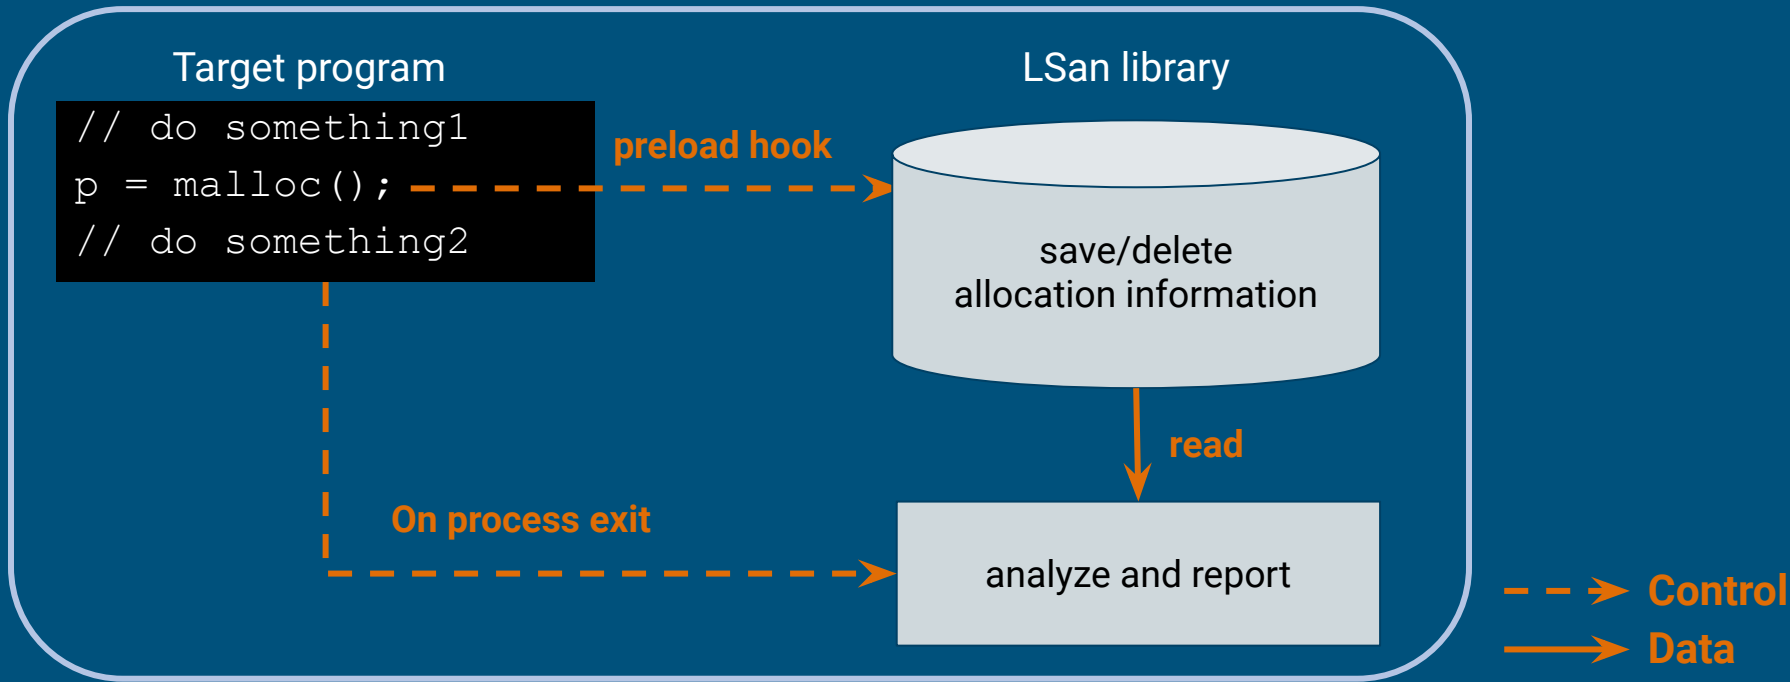 Target program
LSan library
// do something1
p = malloc();
// do something2
preload hook
save/delete
allocation information
read
On process exit
analyze and report
Control
Data